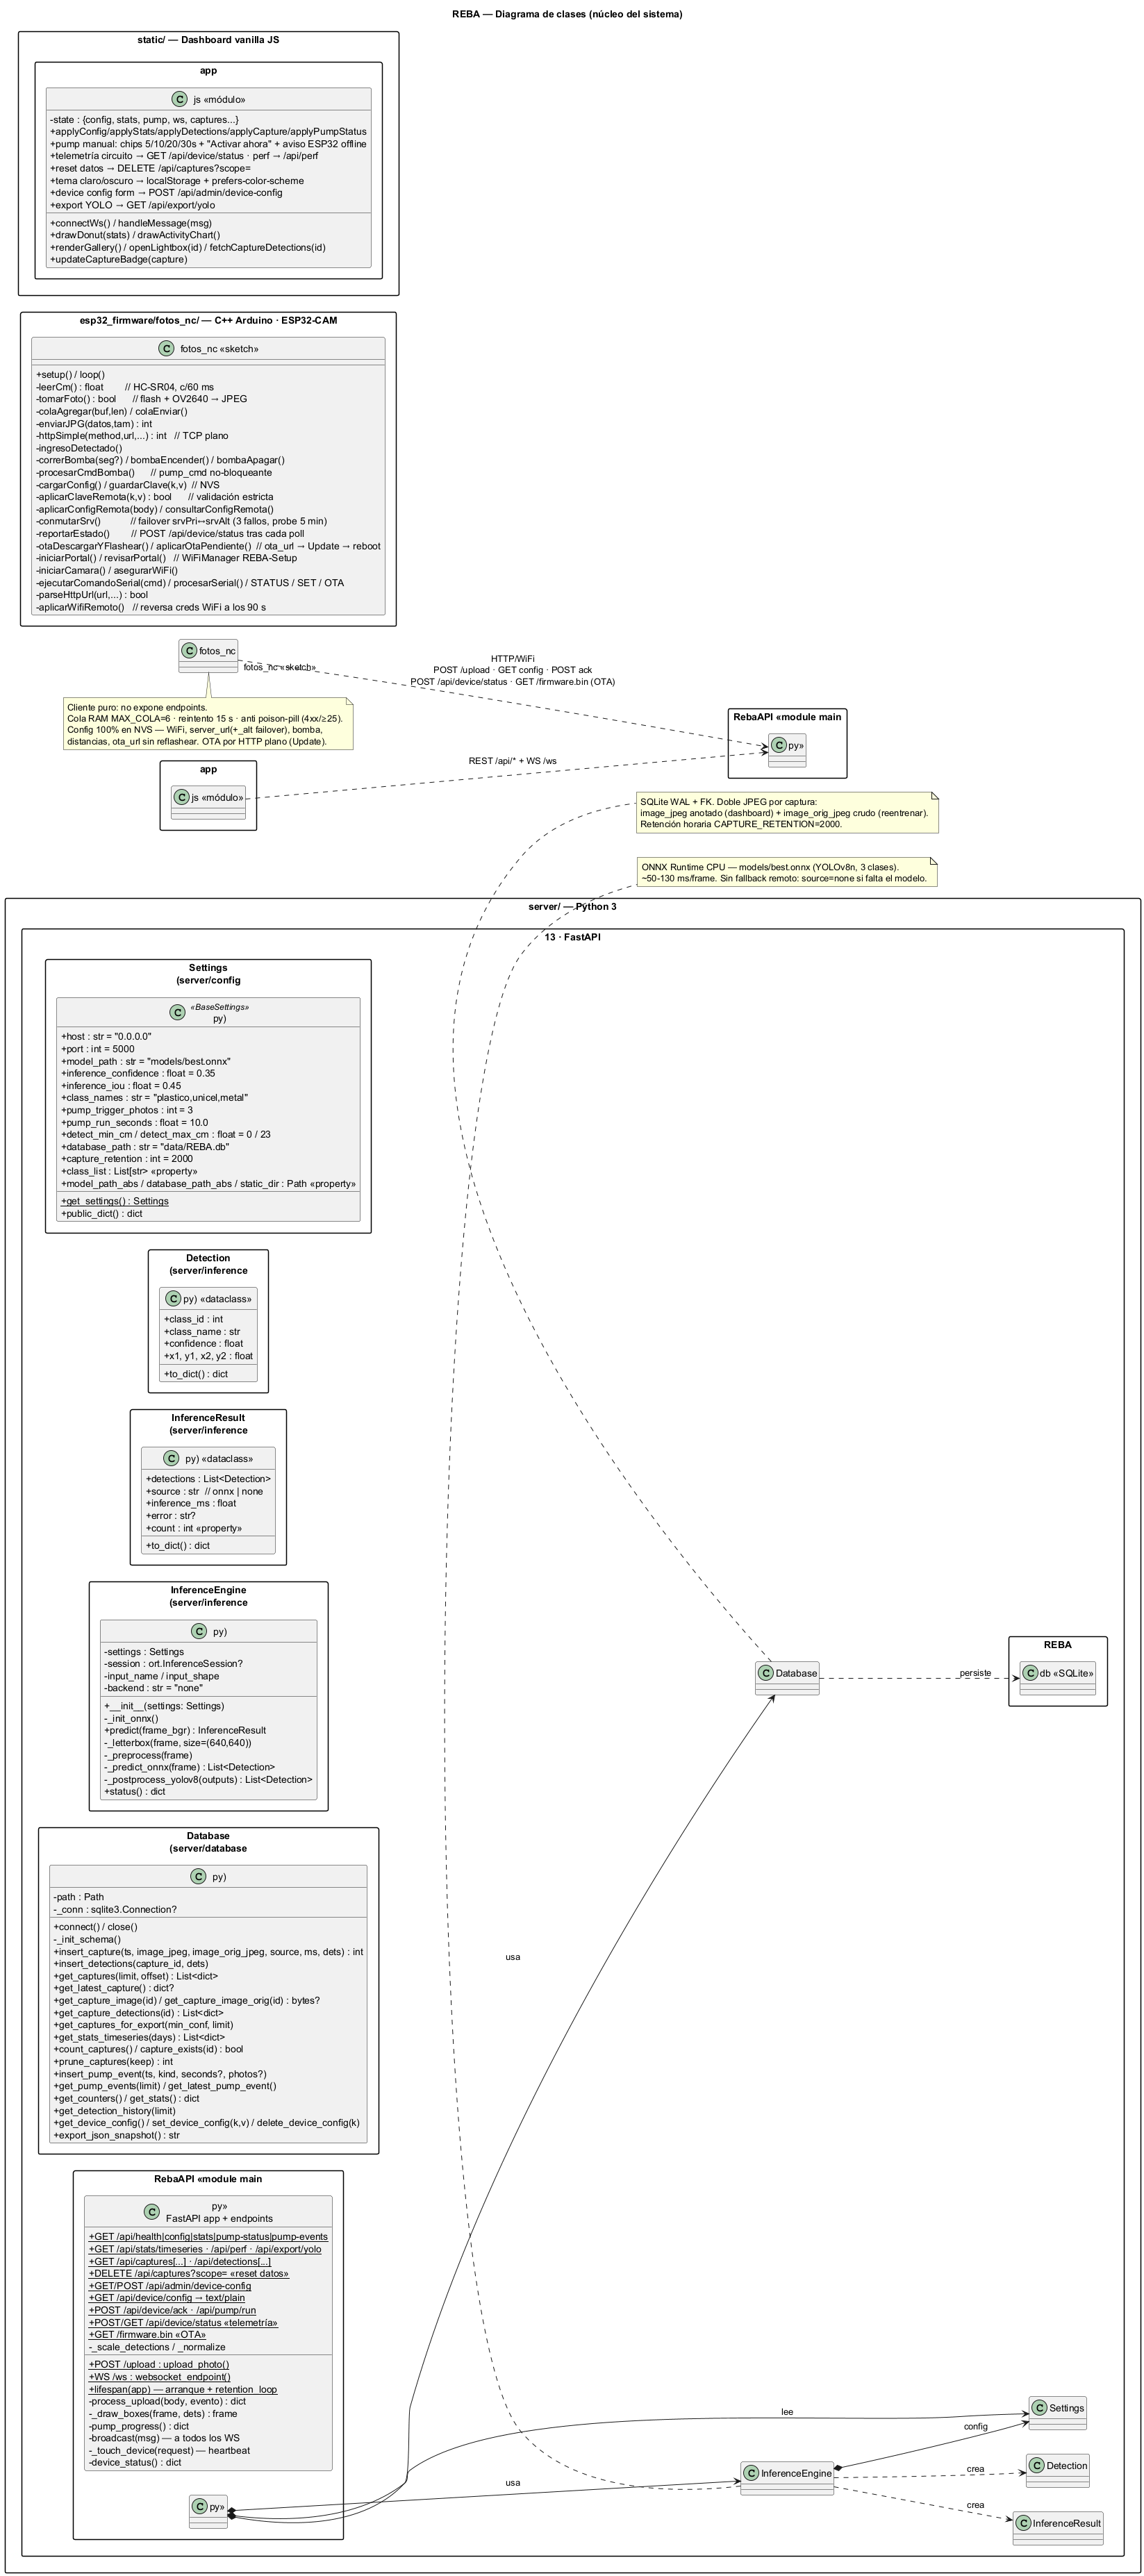 REBA — Diagrama de clases (núcleo del sistema)
static/ — Dashboard vanilla JS
app
C js «módulo»
-state : {config, stats, pump, ws, captures...}
+applyConfig/applyStats/applyDetections/applyCapture/applyPumpStatus
+pump manual: chips 5/10/20/30s + "Activar ahora" + aviso ESP32 offline
+telemetría circuito → GET /api/device/status · perf → /api/perf
+reset datos → DELETE /api/captures?scope=
+tema claro/oscuro → localStorage + prefers-color-scheme
+device config form → POST /api/admin/device-config
+export YOLO → GET /api/export/yolo
+connectWs() / handleMessage(msg)
+drawDonut(stats) / drawActivityChart()
+renderGallery() / openLightbox(id) / fetchCaptureDetections(id)
+updateCaptureBadge(capture)
esp32_firmware/fotos_nc/ — C++ Arduino · ESP32-CAM
C fotos_nc «sketch»
+setup() / loop()
-leerCm() : float // HC-SR04, c/60 ms
-tomarFoto() : bool // flash + OV2640 → JPEG
-colaAgregar(buf,len) / colaEnviar()
-enviarJPG(datos,tam) : int
-httpSimple(method,url,...) : int // TCP plano
-ingresoDetectado()
-correrBomba(seg?) / bombaEncender() / bombaApagar()
-procesarCmdBomba() // pump_cmd no-bloqueante
-cargarConfig() / guardarClave(k,v) // NVS
-aplicarClaveRemota(k,v) : bool // validación estricta
-aplicarConfigRemota(body) / consultarConfigRemota()
-conmutarSrv() // failover srvPri↔srvAlt (3 fallos, probe 5 min)
-reportarEstado() // POST /api/device/status tras cada poll
-otaDescargarYFlashear() / aplicarOtaPendiente() // ota_url → Update → reboot
-iniciarPortal() / revisarPortal() // WiFiManager REBA-Setup
-iniciarCamara() / asegurarWiFi()
-ejecutarComandoSerial(cmd) / procesarSerial() / STATUS / SET / OTA
-parseHttpUrl(url,...) : bool
-aplicarWifiRemoto() // reversa creds WiFi a los 90 s
C fotos_nc
fotos_nc «sketch»
HTTP/WiFi
POST /upload · GET config · POST ack
POST /api/device/status · GET /firmware.bin (OTA)
Cliente puro: no expone endpoints.
Cola RAM MAX_COLA=6 · reintento 15 s · anti poison-pill (4xx/≥25).
Config 100% en NVS — WiFi, server_url(+_alt failover), bomba,
distancias, ota_url sin reflashear. OTA por HTTP plano (Update).
RebaAPI «module main
C py»
app
C js «módulo»
REST /api/* + WS /ws
SQLite WAL + FK. Doble JPEG por captura:
image_jpeg anotado (dashboard) + image_orig_jpeg crudo (reentrenar).
Retención horaria CAPTURE_RETENTION=2000.
ONNX Runtime CPU — models/best.onnx (YOLOv8n, 3 clases).
~50-130 ms/frame. Sin fallback remoto: source=none si falta el modelo.
server/ — Python 3
13 · FastAPI
Settings
(server/config
C «BaseSettings»
py)
+host : str = "0.0.0.0"
+port : int = 5000
+model_path : str = "models/best.onnx"
+inference_confidence : float = 0.35
+inference_iou : float = 0.45
+class_names : str = "plastico,unicel,metal"
+pump_trigger_photos : int = 3
+pump_run_seconds : float = 10.0
+detect_min_cm / detect_max_cm : float = 0 / 23
+database_path : str = "data/REBA.db"
+capture_retention : int = 2000
+class_list : List[str> «property»
+model_path_abs / database_path_abs / static_dir : Path «property»
+get_settings() : Settings
+public_dict() : dict
Detection
(server/inference
C py) «dataclass»
+class_id : int
+class_name : str
+confidence : float
+x1, y1, x2, y2 : float
+to_dict() : dict
InferenceResult
(server/inference
C py) «dataclass»
+detections : List<Detection>
+source : str // onnx | none
+inference_ms : float
+error : str?
+count : int «property»
+to_dict() : dict
InferenceEngine
(server/inference
C py)
-settings : Settings
-session : ort.InferenceSession?
-input_name / input_shape
-backend : str = "none"
+__init__(settings: Settings)
-_init_onnx()
+predict(frame_bgr) : InferenceResult
-_letterbox(frame, size=(640,640))
-_preprocess(frame)
-_predict_onnx(frame) : List<Detection>
-_postprocess_yolov8(outputs) : List<Detection>
+status() : dict
C Database
persiste
REBA
C db «SQLite»
Database
(server/database
C py)
-path : Path
-_conn : sqlite3.Connection?
+connect() / close()
-_init_schema()
+insert_capture(ts, image_jpeg, image_orig_jpeg, source, ms, dets) : int
+insert_detections(capture_id, dets)
+get_captures(limit, offset) : List<dict>
+get_latest_capture() : dict?
+get_capture_image(id) / get_capture_image_orig(id) : bytes?
+get_capture_detections(id) : List<dict>
+get_captures_for_export(min_conf, limit)
+get_stats_timeseries(days) : List<dict>
+count_captures() / capture_exists(id) : bool
+prune_captures(keep) : int
+insert_pump_event(ts, kind, seconds?, photos?)
+get_pump_events(limit) / get_latest_pump_event()
+get_counters() / get_stats() : dict
+get_detection_history(limit)
+get_device_config() / set_device_config(k,v) / delete_device_config(k)
+export_json_snapshot() : str
usa
RebaAPI «module main
C py»
FastAPI app + endpoints
+GET /api/health|config|stats|pump-status|pump-events
+GET /api/stats/timeseries · /api/perf · /api/export/yolo
+GET /api/captures[...] · /api/detections[...]
+DELETE /api/captures?scope= «reset datos»
+GET/POST /api/admin/device-config
+GET /api/device/config → text/plain
+POST /api/device/ack · /api/pump/run
+POST/GET /api/device/status «telemetría»
+GET /firmware.bin «OTA»
-_scale_detections / _normalize
+POST /upload : upload_photo()
+WS /ws : websocket_endpoint()
+lifespan(app) — arranque + retention_loop
-process_upload(body, evento) : dict
-_draw_boxes(frame, dets) : frame
-pump_progress() : dict
-broadcast(msg) — a todos los WS
-_touch_device(request) — heartbeat
-device_status() : dict
C py»
lee
C Settings
config
usa
C InferenceEngine
crea
C Detection
crea
C InferenceResult